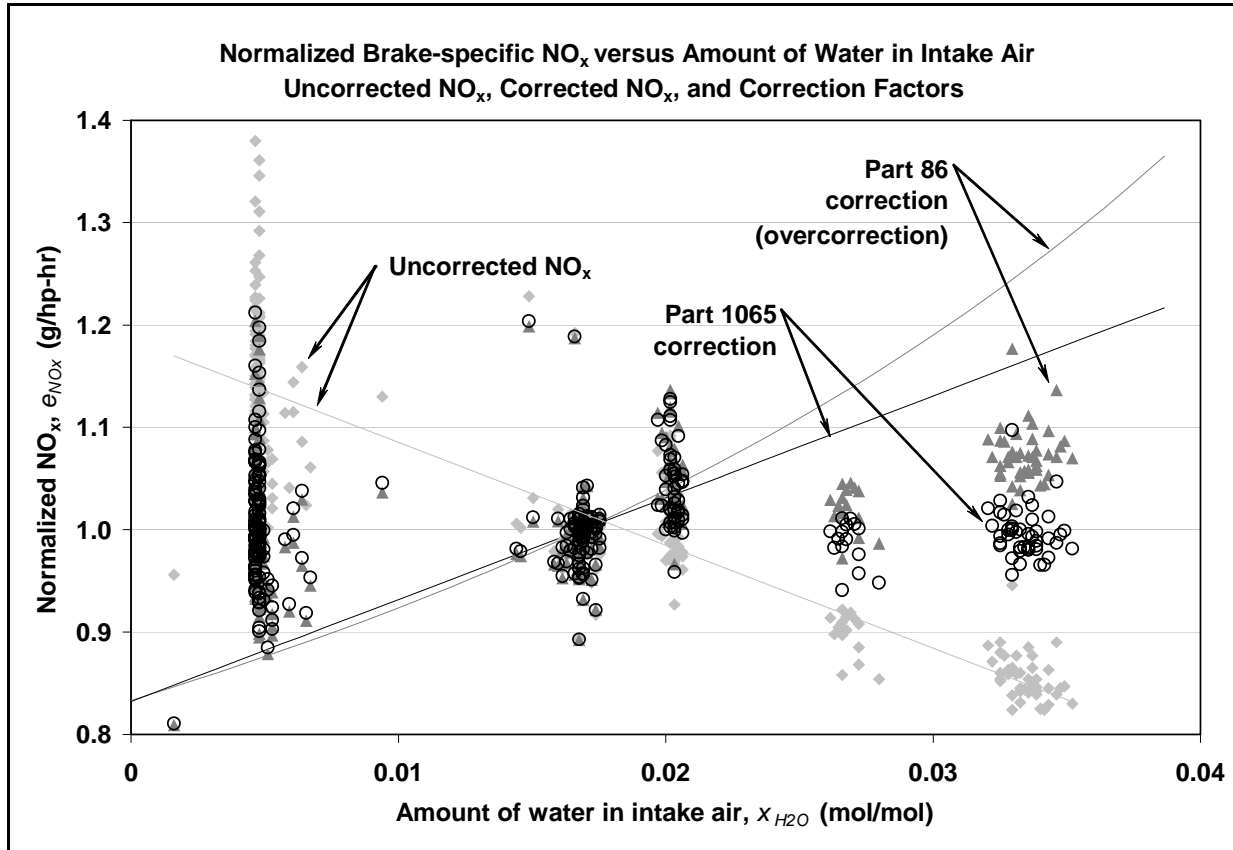 Normalized Brake-specific NOx versus Amount of Water in Intake Air
Uncorrected NOx, Corrected NOx, and Correction Factors
Normalized NOx, eNOx (g/hp-hr)
1.4
1.3
1.2
1.1
1.0
0.9
0.8
Part 86
correction
(overcorrection)
Uncorrected NOx
Part 1065
correction
0
0.01
0.02
0.03
0.04
Amount of water in intake air, xH2O (mol/mol)